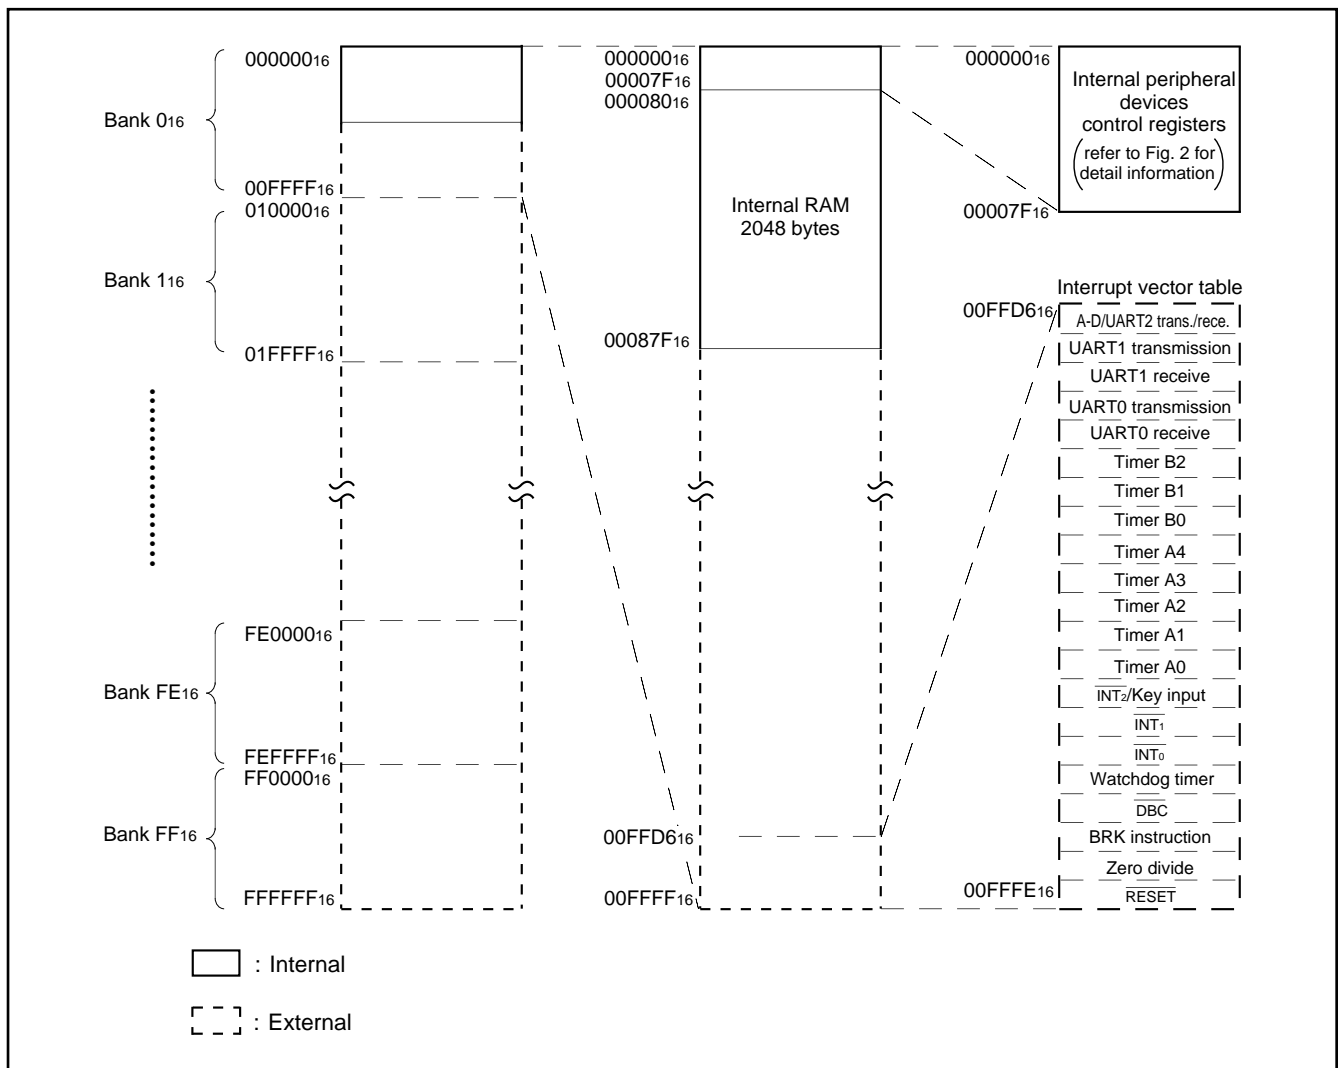 000000₁₆
Bank 0₁₆
00FFFF₁₆
010000₁₆
Bank 1₁₆
01FFFF₁₆
FE0000₁₆
Bank FE₁₆
FEFFFF₁₆
FF0000₁₆
Bank FF₁₆
FFFFFF₁₆
000000₁₆
00007F₁₆
000080₁₆
Internal RAM
2048 bytes
00087F₁₆
00FFD6₁₆
00FFFF₁₆
000000₁₆
Internal peripheral
devices
control registers
(refer to Fig. 2 for
detail information)
00007F₁₆
Interrupt vector table
00FFD6₁₆
A-D/UART2 trans./rece.
UART1 transmission
UART1 receive
UART0 transmission
UART0 receive
Timer B2
Timer B1
Timer B0
Timer A4
Timer A3
Timer A2
Timer A1
Timer A0
INT₂/Key input
INT₁
INT₀
Watchdog timer
DBC
BRK instruction
Zero divide
00FFFE₁₆
RESET
: Internal
: External